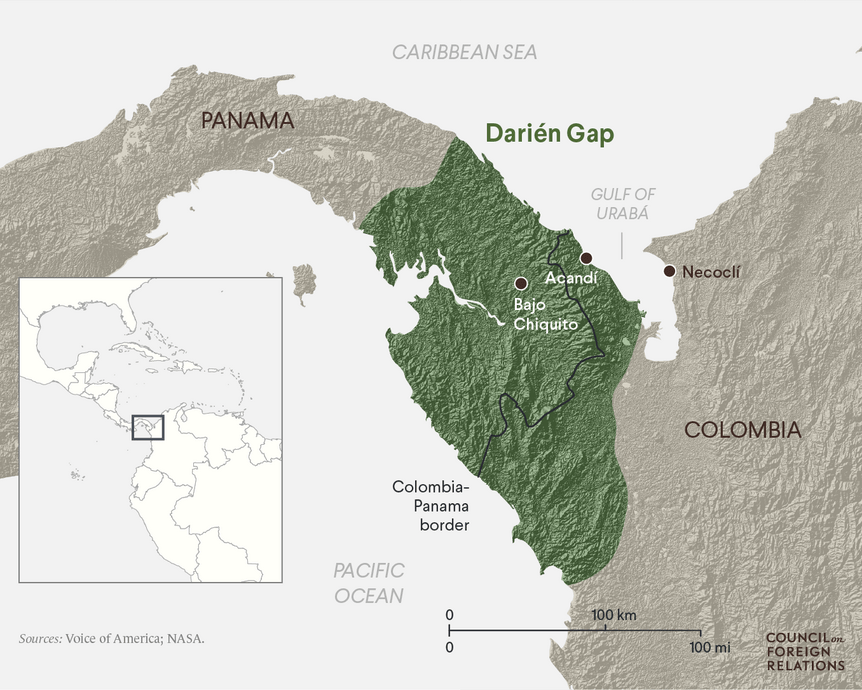 CARIBBEAN SEA
PANAMA
Darién Gap
GULF OF
URABÁ
Acandí
Necoclí
Bajo
Chiquito
COLOMBIA
Colombia-
Panama
border
PACIFIC
OCEAN
0
100 km
0
100 mi
Sources: Voice of America; NASA.
COUNCIL on
FOREIGN
RELATIONS